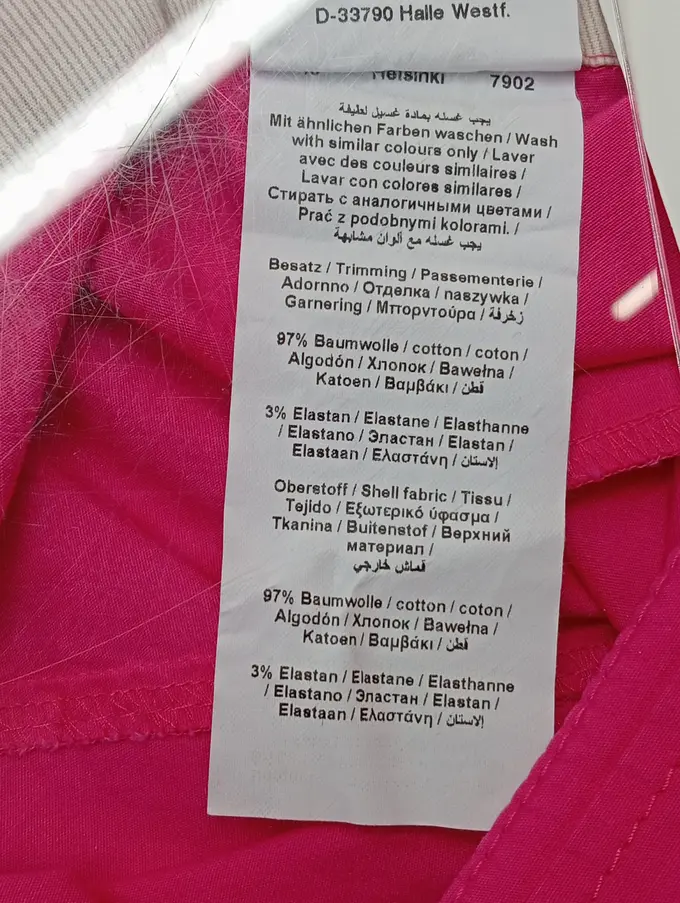 D-33790 Halle Westf.
Helsinki 7902
يجب غسله بمادة غسيل لطيفة
Mit ähnlichen Farben waschen / Wash
with similar colours only / Laver
avec des couleurs similaires /
Lavar con colores similares /
Стирать с аналогичными цветами /
Prać z podobnymi kolorami. /
يجب غسله مع ألوان مشابهة
Besatz / Trimming / Passementerie /
Adornno / Отделка / naszywka /
Garnering / Μπορντούρα / زخرفة
97% Baumwolle / cotton / coton /
Algodón / Хлопок / Bawełna /
Katoen / Βαμβάκι / قطن
3% Elastan / Elastane / Elasthanne
/ Elastano / Эластан / Elastan /
Elastaan / Ελαστάνη / إلاستان
Oberstoff / Shell fabric / Tissu /
Tejido / Εξωτερικό ύφασμα /
Tkanina / Buitenstof / Верхний
материал /
قماش خارجي
97% Baumwolle / cotton / coton /
Algodón / Хлопок / Bawełna /
Katoen / Βαμβάκι / قطن
3% Elastan / Elastane / Elasthanne
/ Elastano / Эластан / Elastan /
Elastaan / Ελαστάνη / إلاستان